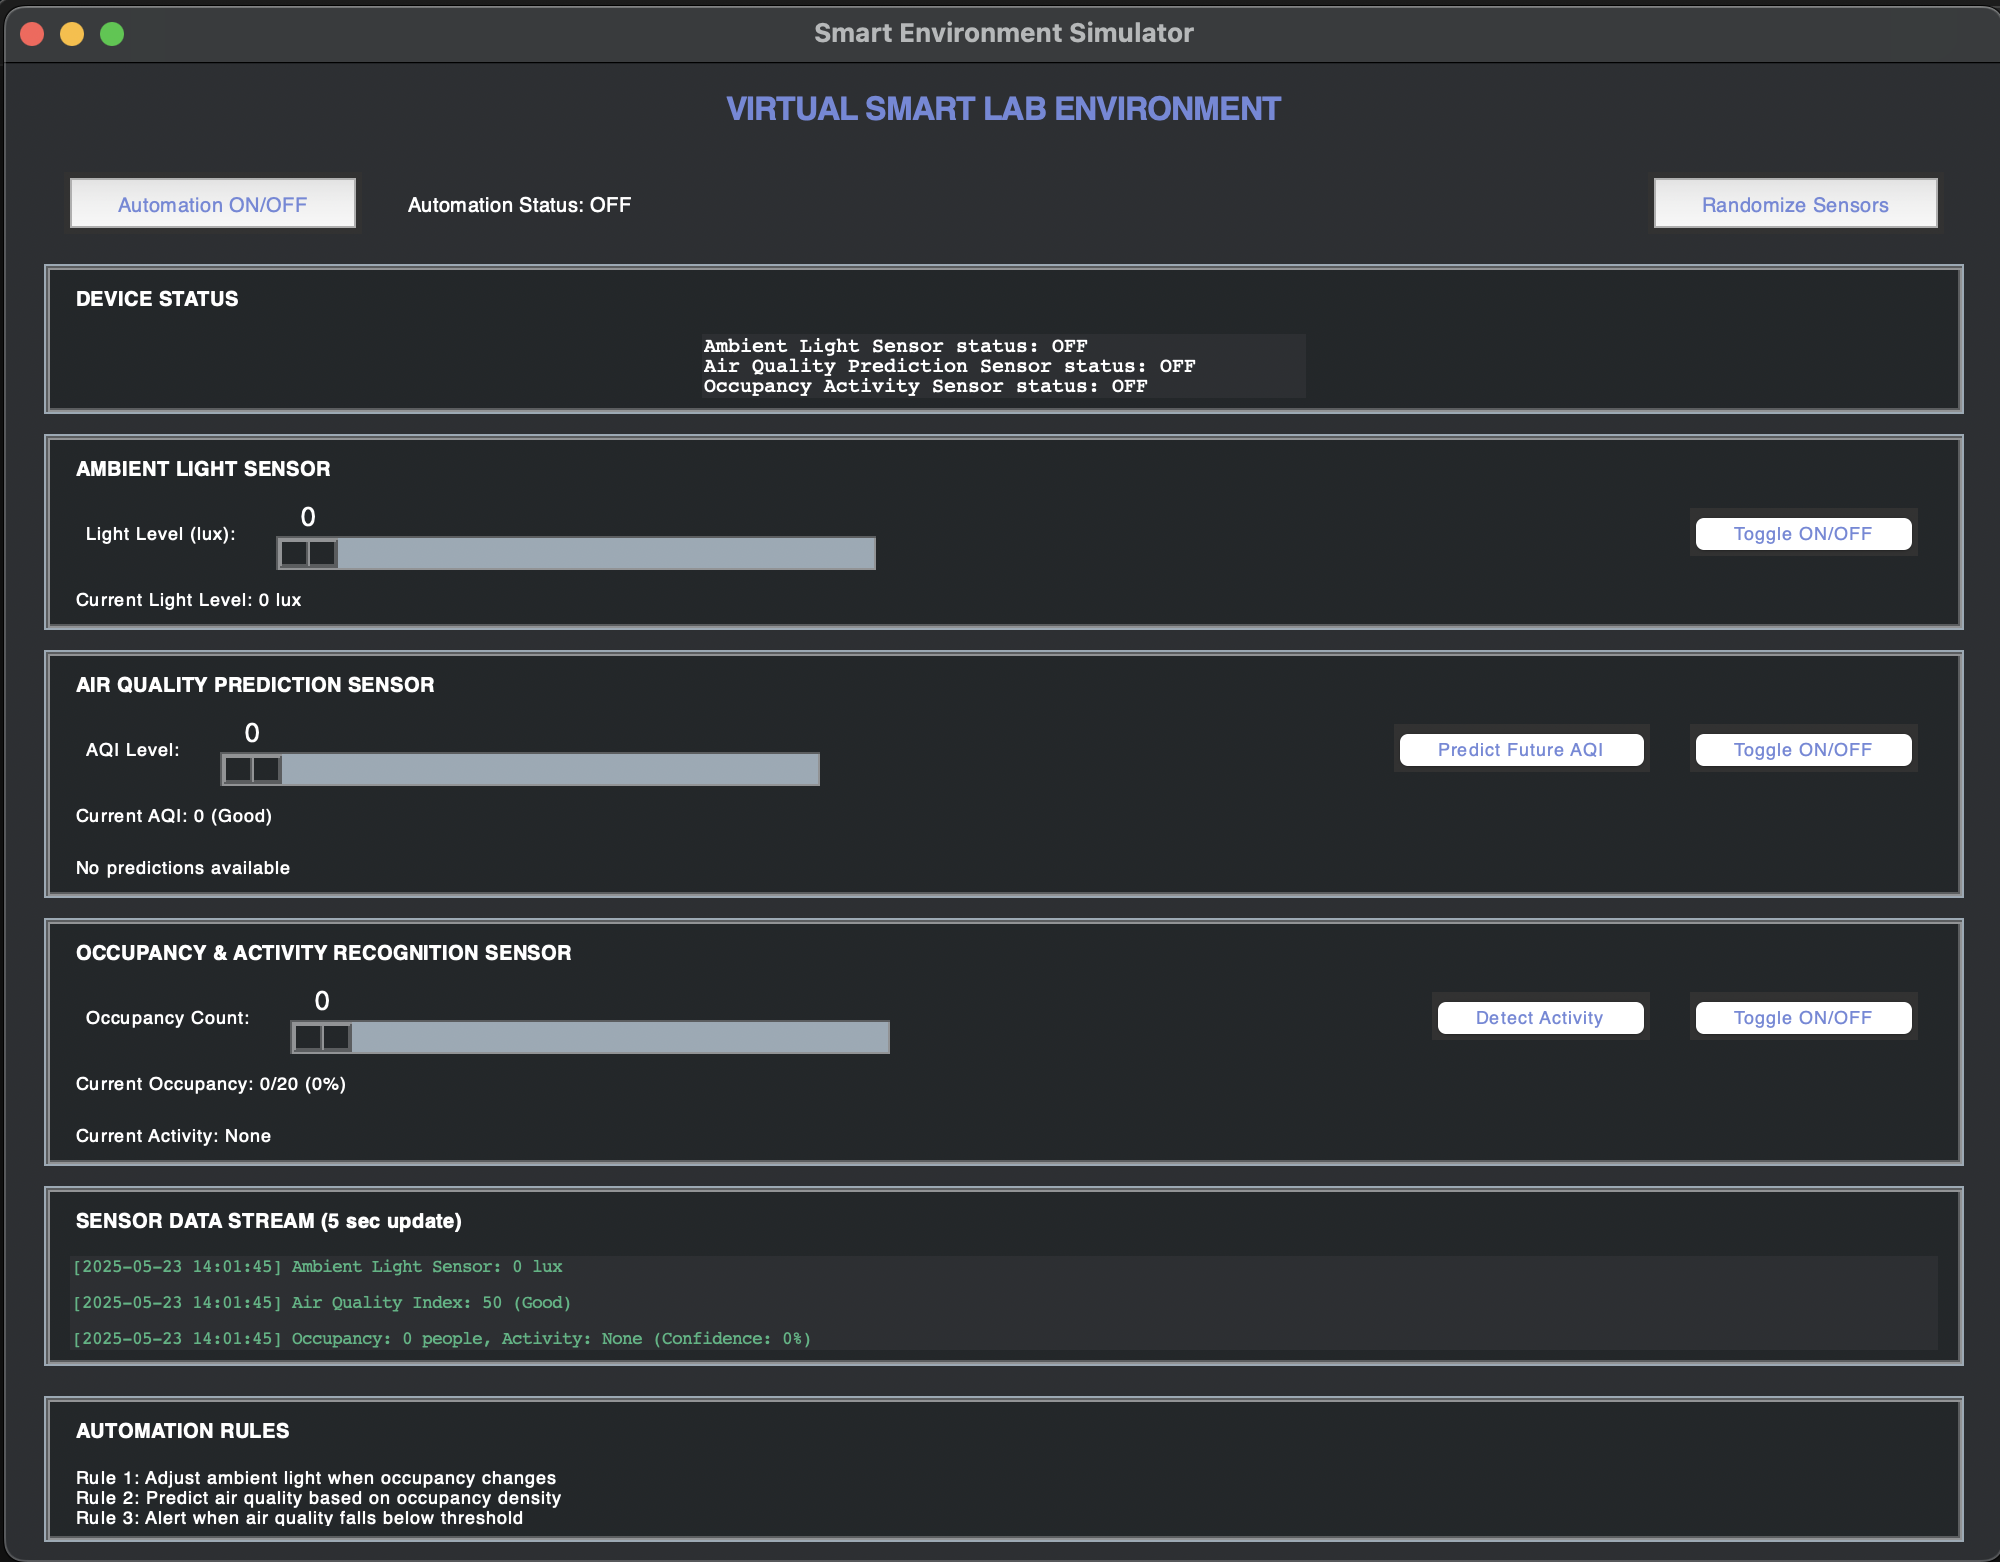 Smart Environment Simulator
VIRTUAL SMART LAB ENVIRONMENT
Automation ON/OFF
Automation Status: OFF
Randomize Sensors
DEVICE STATUS
Ambient Light Sensor status: OFF
Air Quality Prediction Sensor status: OFF
Occupancy Activity Sensor status: OFF
AMBIENT LIGHT SENSOR
0
Light Level (lux):
Toggle ON/OFF
Current Light Level: 0 lux
AIR QUALITY PREDICTION SENSOR
0
AQI Level:
Predict Future AQI
Toggle ON/OFF
Current AQI: 0 (Good)
No predictions available
OCCUPANCY & ACTIVITY RECOGNITION SENSOR
0
Occupancy Count:
Detect Activity
Toggle ON/OFF
Current Occupancy: 0/20 (0%)
Current Activity: None
SENSOR DATA STREAM (5 sec update)
[2025-05-23 14:01:45] Ambient Light Sensor: 0 lux
[2025-05-23 14:01:45] Air Quality Index: 50 (Good)
[2025-05-23 14:01:45] Occupancy: 0 people, Activity: None (Confidence: 0%)
AUTOMATION RULES
Rule 1: Adjust ambient light when occupancy changes
Rule 2: Predict air quality based on occupancy density
Rule 3: Alert when air quality falls below threshold